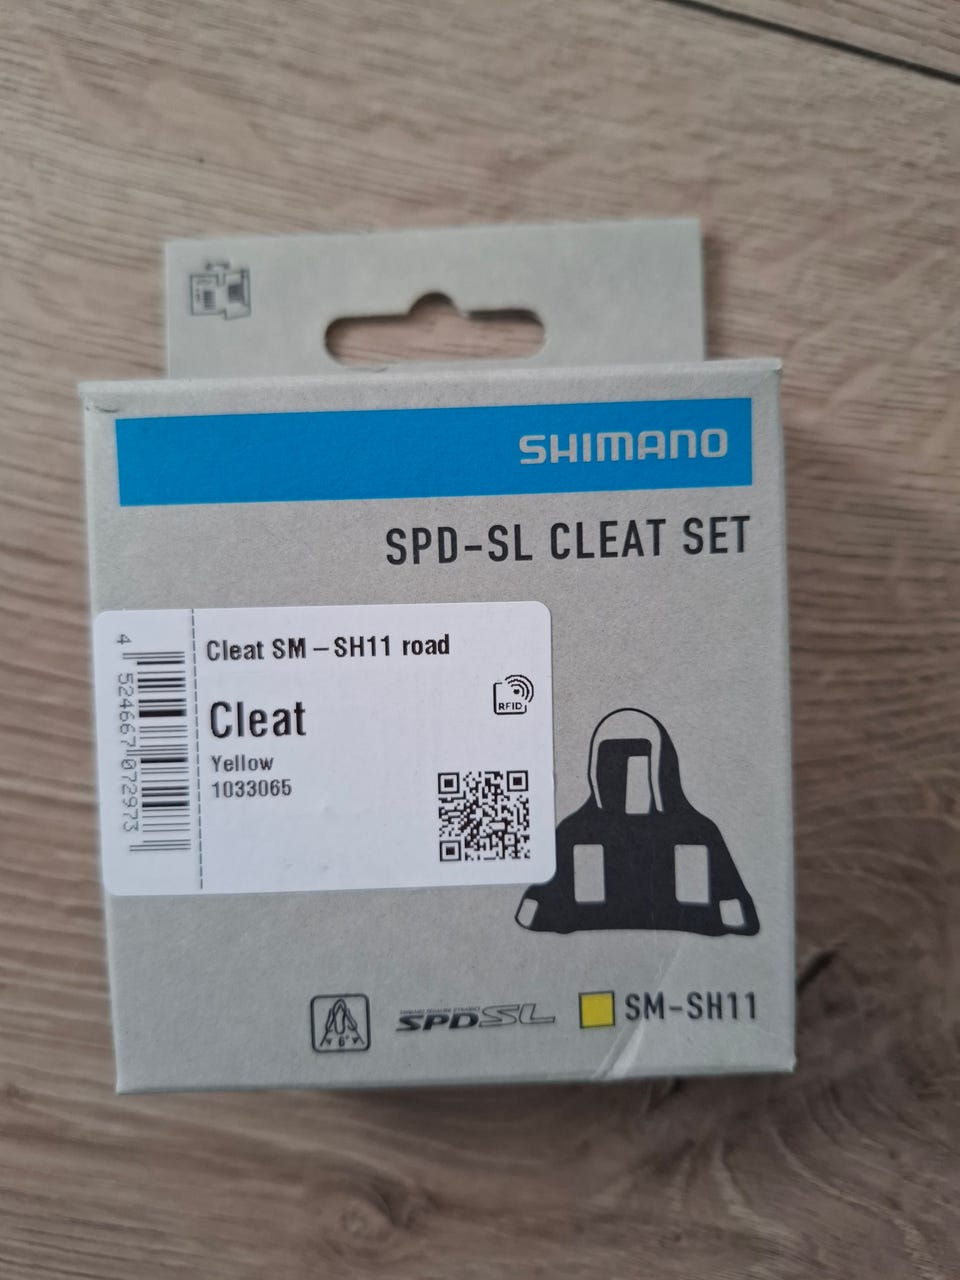 SHIMANO
SPD-SL CLEAT SET
Cleat SM – SH11 road
RFID
Cleat
Yellow
1033065
4 524667 072973
6°
SPD SL
SM-SH11